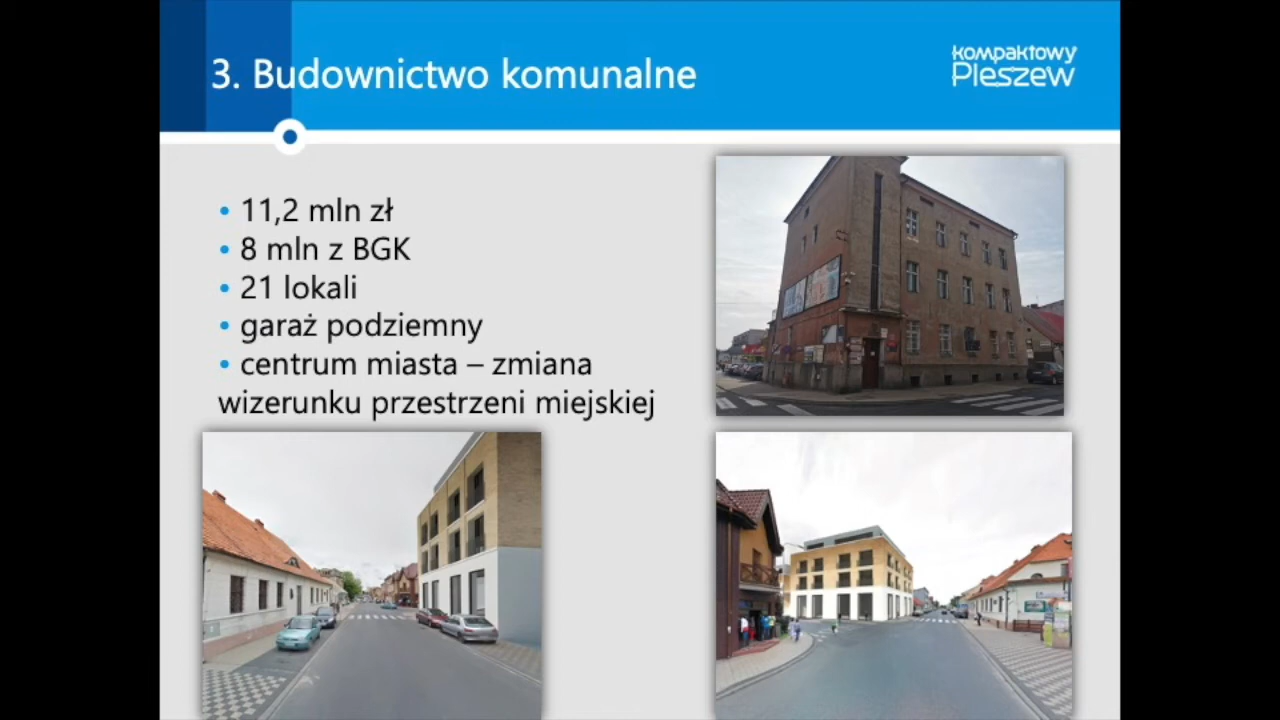 3. Budownictwo komunalne
kompaktowy
Pleszew
• 11,2 mln zł
• 8 mln z BGK
• 21 lokali
• garaż podziemny
• centrum miasta – zmiana
wizerunku przestrzeni miejskiej